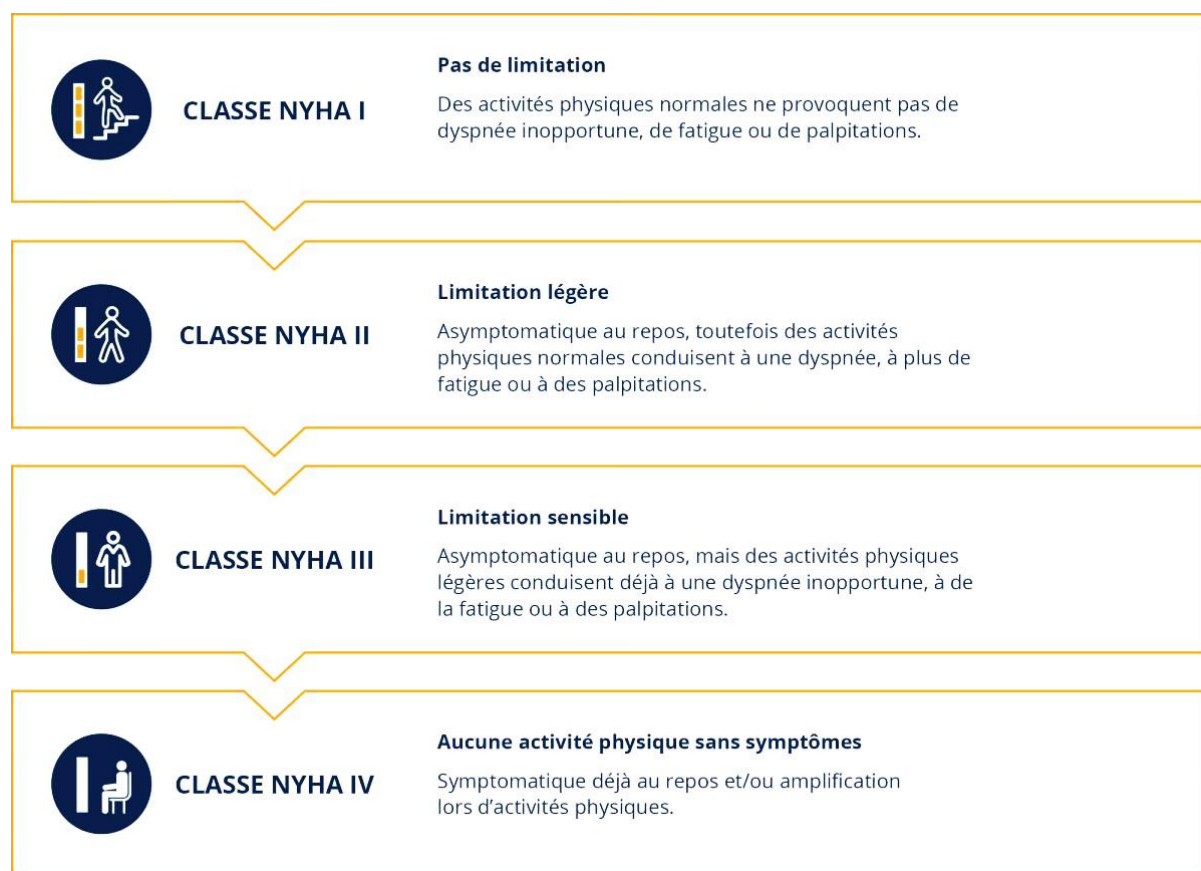 Pas de limitation
CLASSE NYHA I
Des activités physiques normales ne provoquent pas de
dyspnée inopportune, de fatigue ou de palpitations.
Limitation légère
CLASSE NYHA II
Asymptomatique au repos, toutefois des activités
physiques normales conduisent à une dyspnée, à plus de
fatigue ou à des palpitations.
Limitation sensible
CLASSE NYHA III
Asymptomatique au repos, mais des activités physiques
légères conduisent déjà à une dyspnée inopportune, à de
la fatigue ou à des palpitations.
Aucune activité physique sans symptômes
CLASSE NYHA IV
Symptomatique déjà au repos et/ou amplification
lors d’activités physiques.